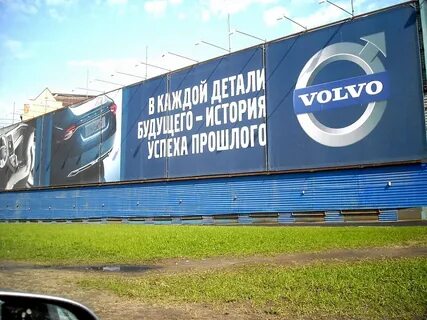 В КАЖДОЙ ДЕТАЛИ
БУДУЩЕГО – ИСТОРИЯ
УСПЕХА ПРОШЛОГО
VOLVO